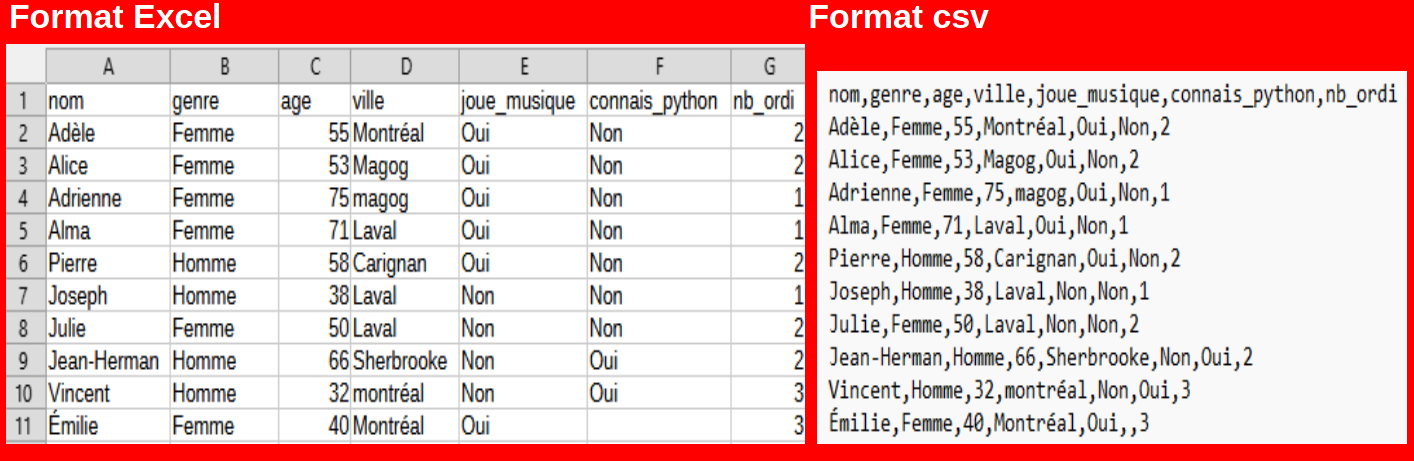 Format Excel
A B C D E F G
1 nom genre age ville joue_musique connais_python nb_ordi
2 Adèle Femme 55 Montréal Oui Non 2
3 Alice Femme 53 Magog Oui Non 2
4 Adrienne Femme 75 magog Oui Non 1
5 Alma Femme 71 Laval Oui Non 1
6 Pierre Homme 58 Carignan Oui Non 2
7 Joseph Homme 38 Laval Non Non 1
8 Julie Femme 50 Laval Non Non 2
9 Jean-Herman Homme 66 Sherbrooke Non Oui 2
10 Vincent Homme 32 montréal Non Oui 3
11 Émilie Femme 40 Montréal Oui 3
Format csv
nom,genre,age,ville,joue_musique,connais_python,nb_ordi
Adèle,Femme,55,Montréal,Oui,Non,2
Alice,Femme,53,Magog,Oui,Non,2
Adrienne,Femme,75,magog,Oui,Non,1
Alma,Femme,71,Laval,Oui,Non,1
Pierre,Homme,58,Carignan,Oui,Non,2
Joseph,Homme,38,Laval,Non,Non,1
Julie,Femme,50,Laval,Non,Non,2
Jean-Herman,Homme,66,Sherbrooke,Non,Oui,2
Vincent,Homme,32,montréal,Non,Oui,3
Émilie,Femme,40,Montréal,Oui,,3